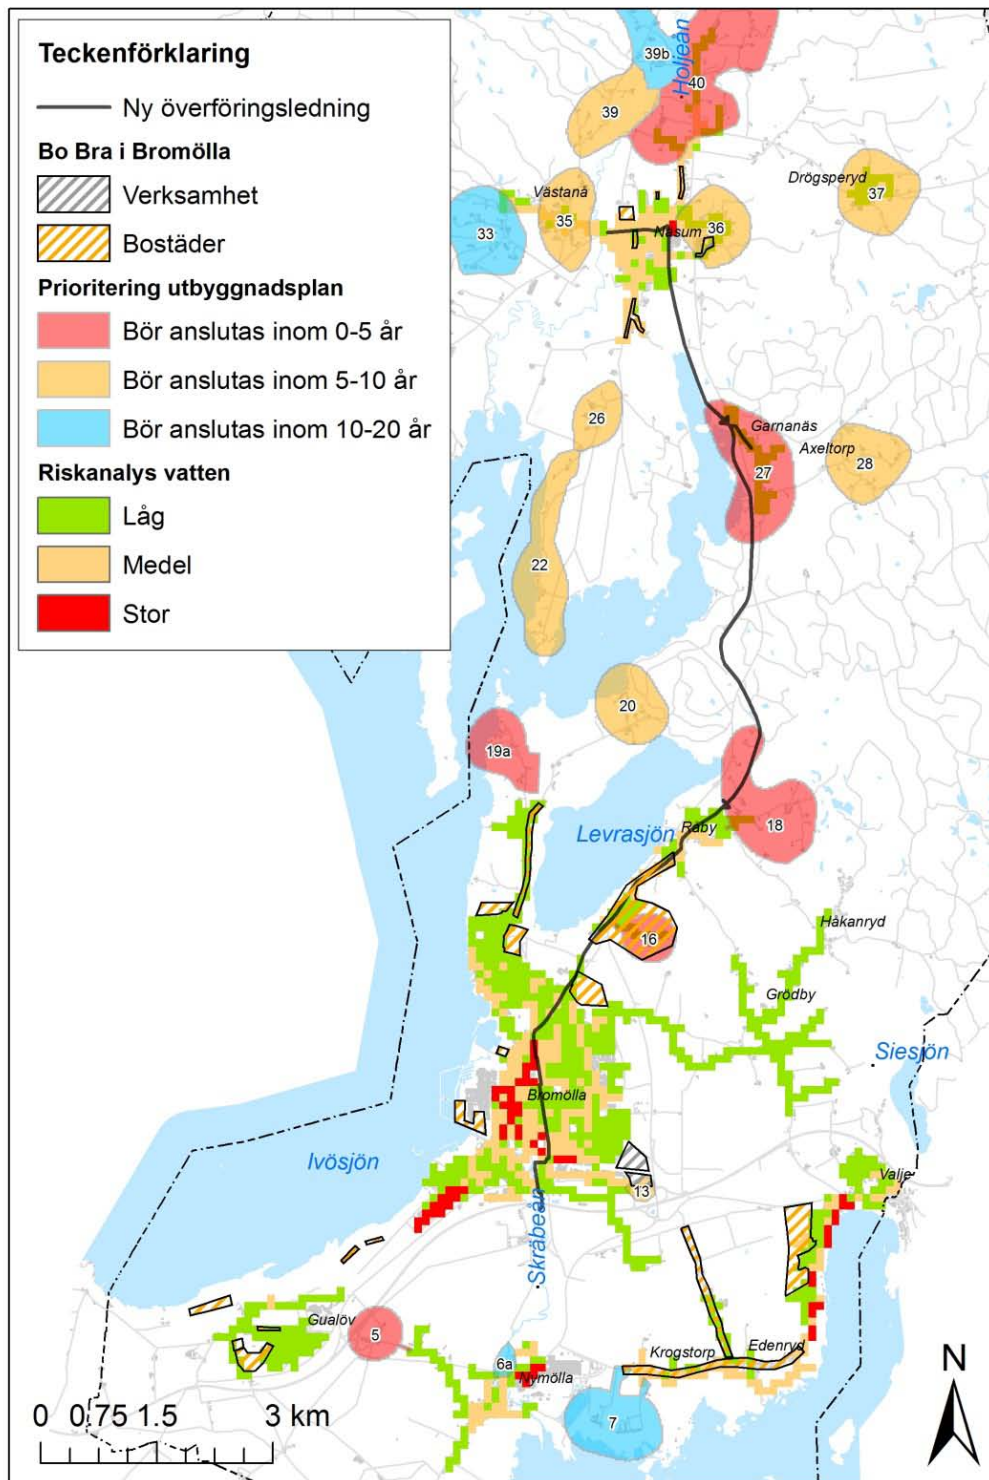 Teckenförklaring
Ny överföringsledning
Bo Bra i Bromölla
Verksamhet
Bostäder
Prioritering utbyggnadsplan
Bör anslutas inom 0-5 år
Bör anslutas inom 5-10 år
Bör anslutas inom 10-20 år
Riskanalys vatten
Låg
Medel
Stor
39b
Holjeån
40
39
Västanå
Drögsperyd
37
35
33
36
Näsum
26
Garnanäs
Axeltorp
27
28
22
20
19a
Levrasjön
Råby
18
16
Håkanryd
Grödby
Siesjön
Bromölla
Ivösjön
Valje
13
Skräbeån
Gualöv
5
6a
Nymölla
Krogstorp
Edenryd
7
N
0 0.75 1.5 3 km